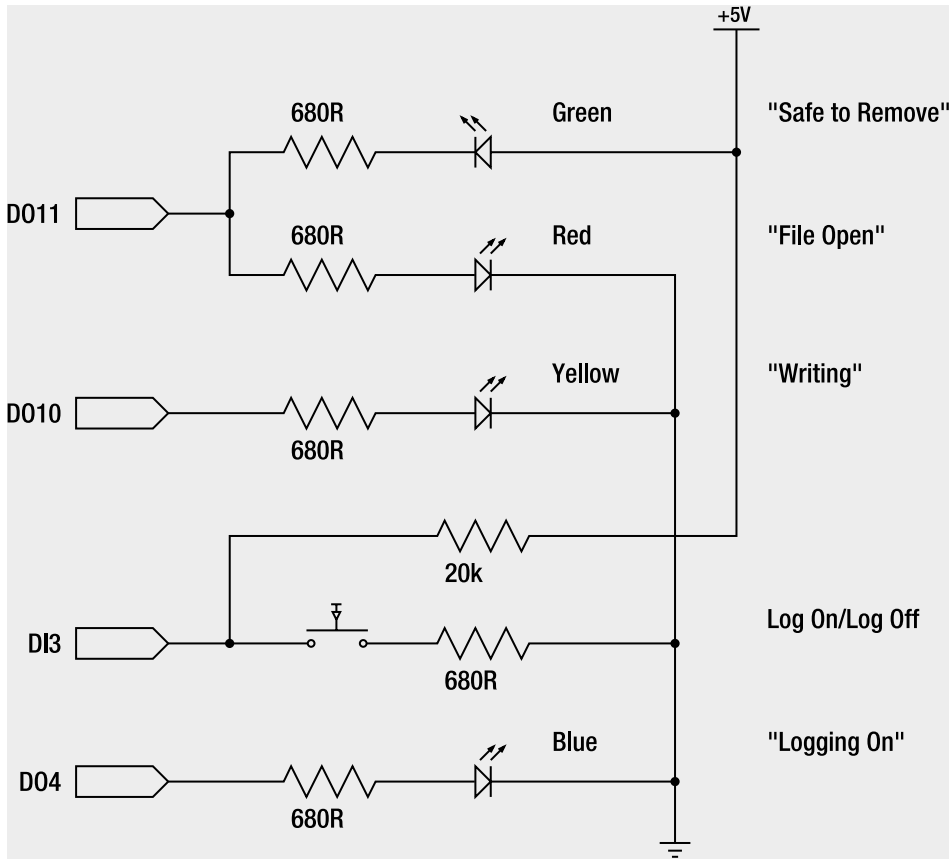 +5V
680R
Green
"Safe to Remove"
DO11
680R
Red
"File Open"
Yellow
"Writing"
DO10
680R
20k
DI3
Log On/Log Off
680R
Blue
"Logging On"
DO4
680R